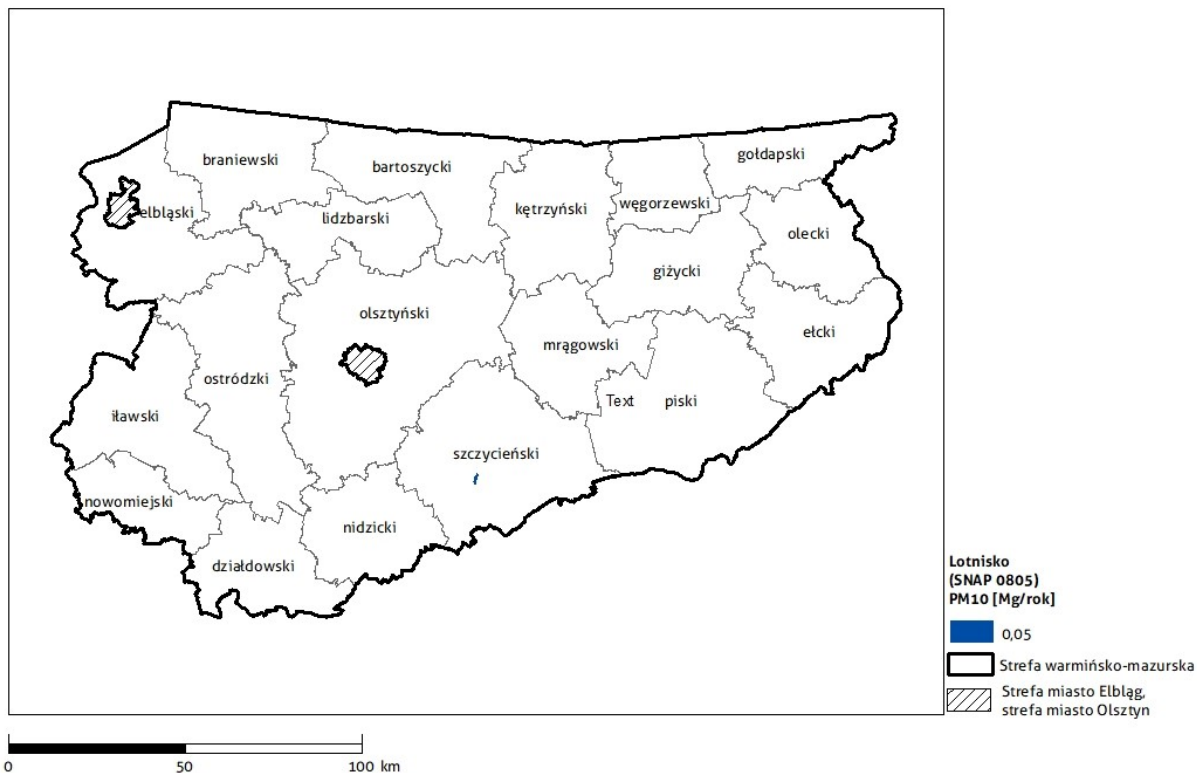 gołdapski
braniewski
bartoszycki
kętrzyński
węgorzewski
elbląski
lidzbarski
olecki
giżycki
olsztyński
ełcki
mrągowski
ostródzki
Text
piski
iławski
szczycieński
nowomiejski
nidzicki
działdowski
Lotnisko
(SNAP 0805)
PM10 [Mg/rok]
0,05
Strefa warmińsko-mazurska
Strefa miasto Elbląg,
strefa miasto Olsztyn
0 50 100 km